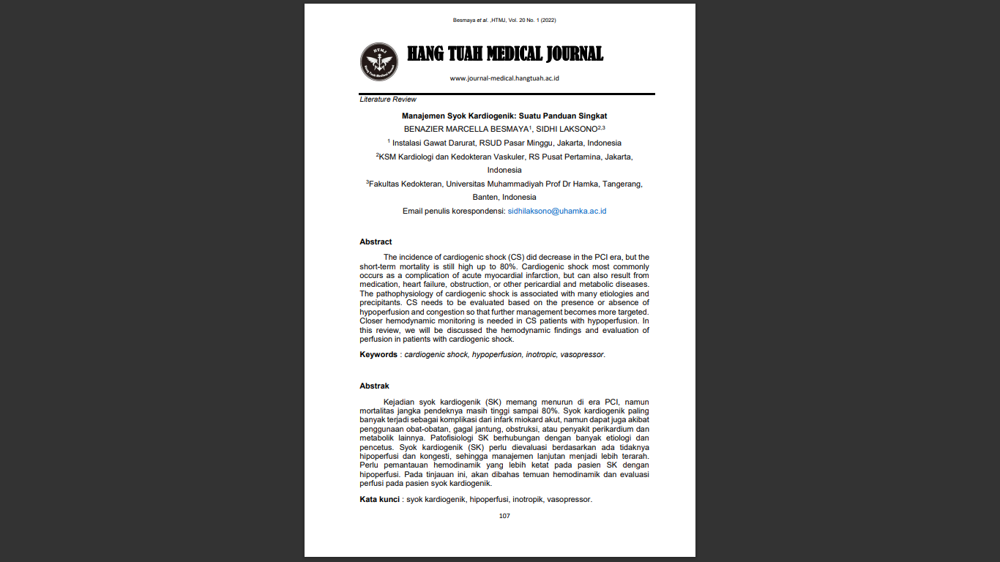 Besmaya et al. ,HTMJ, Vol. 20 No. 1 (2022)
HTMJ
Hang Tuah Medical Journal
HANG TUAH MEDICAL JOURNAL
www.journal-medical.hangtuah.ac.id
Literature Review
Manajemen Syok Kardiogenik: Suatu Panduan Singkat
BENAZIER MARCELLA BESMAYA¹, SIDHI LAKSONO²,³
¹ Instalasi Gawat Darurat, RSUD Pasar Minggu, Jakarta, Indonesia
²KSM Kardiologi dan Kedokteran Vaskuler, RS Pusat Pertamina, Jakarta,
Indonesia
³Fakultas Kedokteran, Universitas Muhammadiyah Prof Dr Hamka, Tangerang,
Banten, Indonesia
Email penulis korespondensi: sidhilaksono@uhamka.ac.id
Abstract
The incidence of cardiogenic shock (CS) did decrease in the PCI era, but the
short-term mortality is still high up to 80%. Cardiogenic shock most commonly
occurs as a complication of acute myocardial infarction, but can also result from
medication, heart failure, obstruction, or other pericardial and metabolic diseases.
The pathophysiology of cardiogenic shock is associated with many etiologies and
precipitants. CS needs to be evaluated based on the presence or absence of
hypoperfusion and congestion so that further management becomes more targeted.
Closer hemodynamic monitoring is needed in CS patients with hypoperfusion. In
this review, we will be discussed the hemodynamic findings and evaluation of
perfusion in patients with cardiogenic shock.
Keywords : cardiogenic shock, hypoperfusion, inotropic, vasopressor.
Abstrak
Kejadian syok kardiogenik (SK) memang menurun di era PCI, namun
mortalitas jangka pendeknya masih tinggi sampai 80%. Syok kardiogenik paling
banyak terjadi sebagai komplikasi dari infark miokard akut, namun dapat juga akibat
penggunaan obat-obatan, gagal jantung, obstruksi, atau penyakit perikardium dan
metabolik lainnya. Patofisiologi SK berhubungan dengan banyak etiologi dan
pencetus. Syok kardiogenik (SK) perlu dievaluasi berdasarkan ada tidaknya
hipoperfusi dan kongesti, sehingga manajemen lanjutan menjadi lebih terarah.
Perlu pemantauan hemodinamik yang lebih ketat pada pasien SK dengan
hipoperfusi. Pada tinjauan ini, akan dibahas temuan hemodinamik dan evaluasi
perfusi pada pasien syok kardiogenik.
Kata kunci : syok kardiogenik, hipoperfusi, inotropik, vasopressor.
107